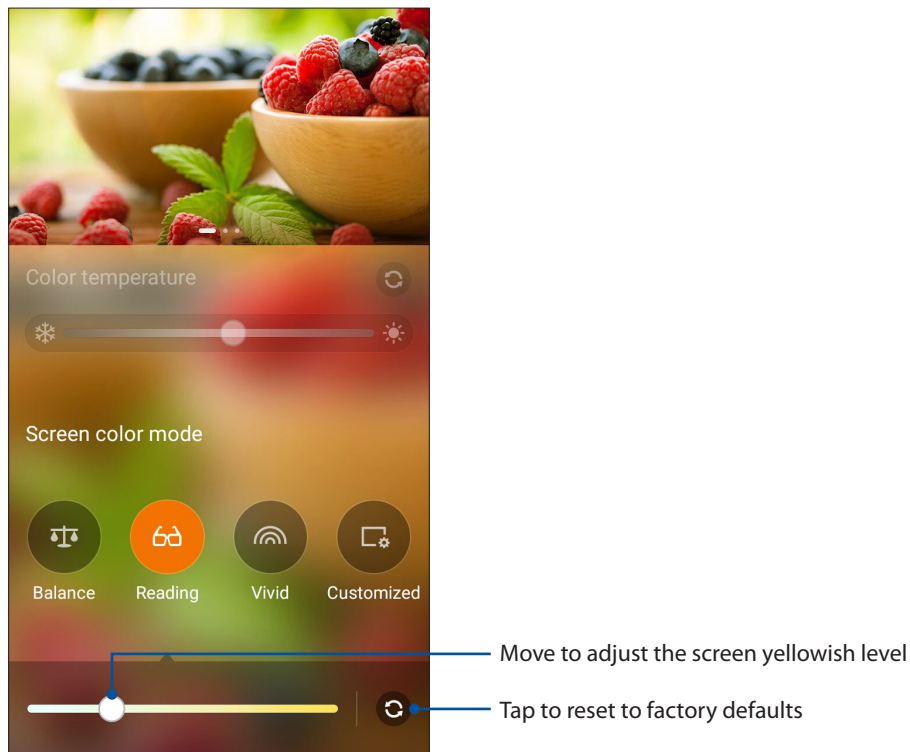 Color temperature
Screen color mode
Balance Reading Vivid Customized
Move to adjust the screen yellowish level
Tap to reset to factory defaults